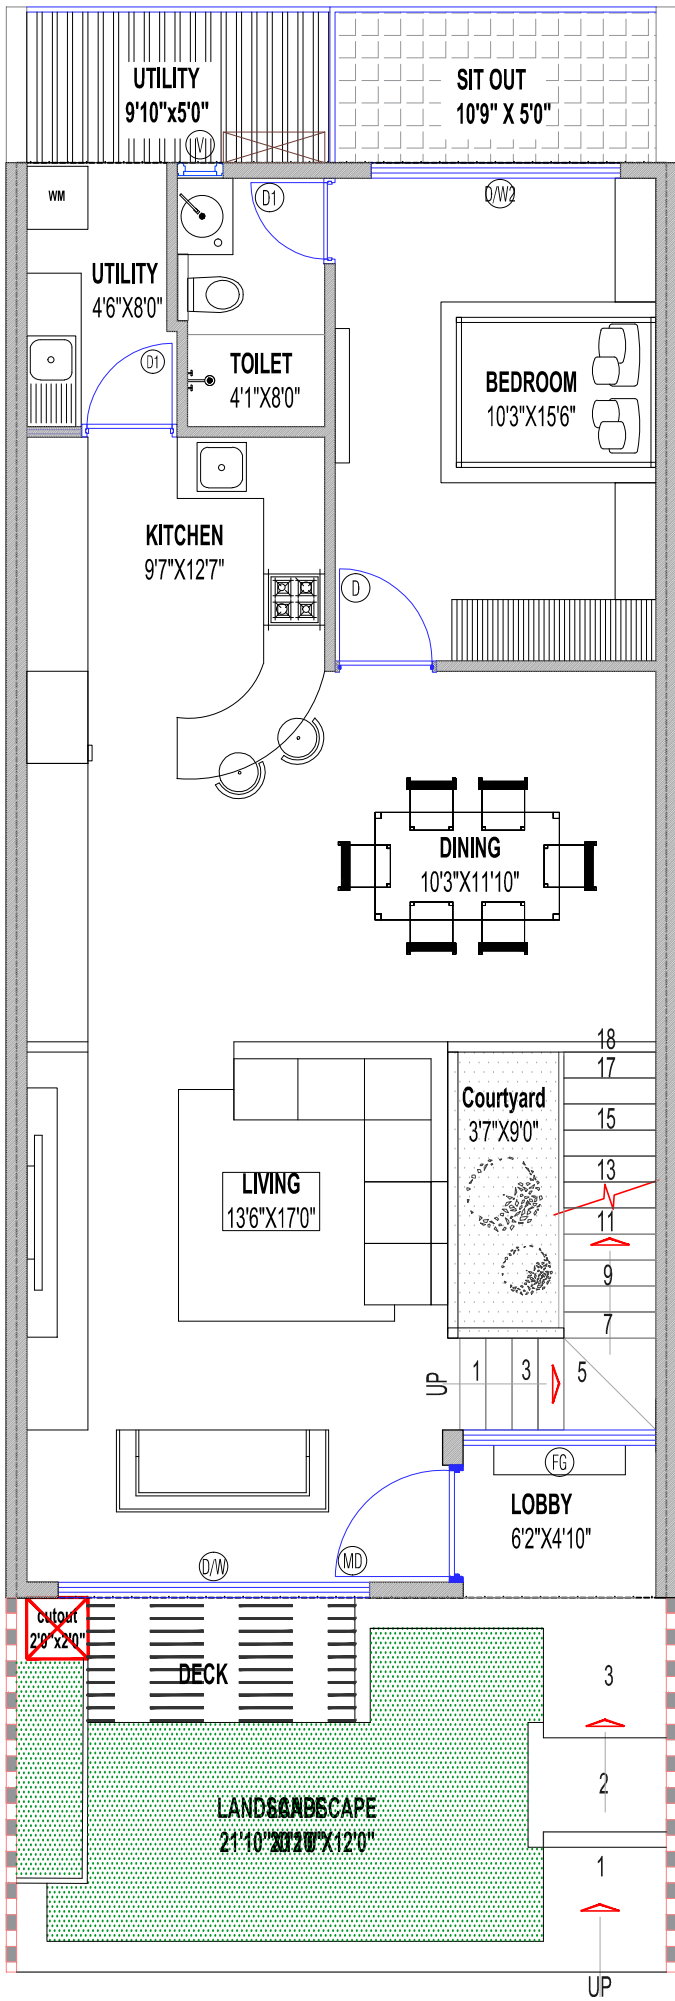 UTILITY
9'10"x5'0"
SIT OUT
10'9" X 5'0"
V
WM
D1
D/W2
UTILITY
4'6"X8'0"
D1
TOILET
4'1"X8'0"
BEDROOM
10'3"X15'6"
KITCHEN
9'7"X12'7"
D
DINING
10'3"X11'10"
18
17
Courtyard
3'7"X9'0"
15
13
LIVING
13'6"X17'0"
11
9
7
UP
1
3
5
FG
LOBBY
6'2"X4'10"
D/W
MD
cutout
2'0"x2'0"
DECK
3
2
1
UP